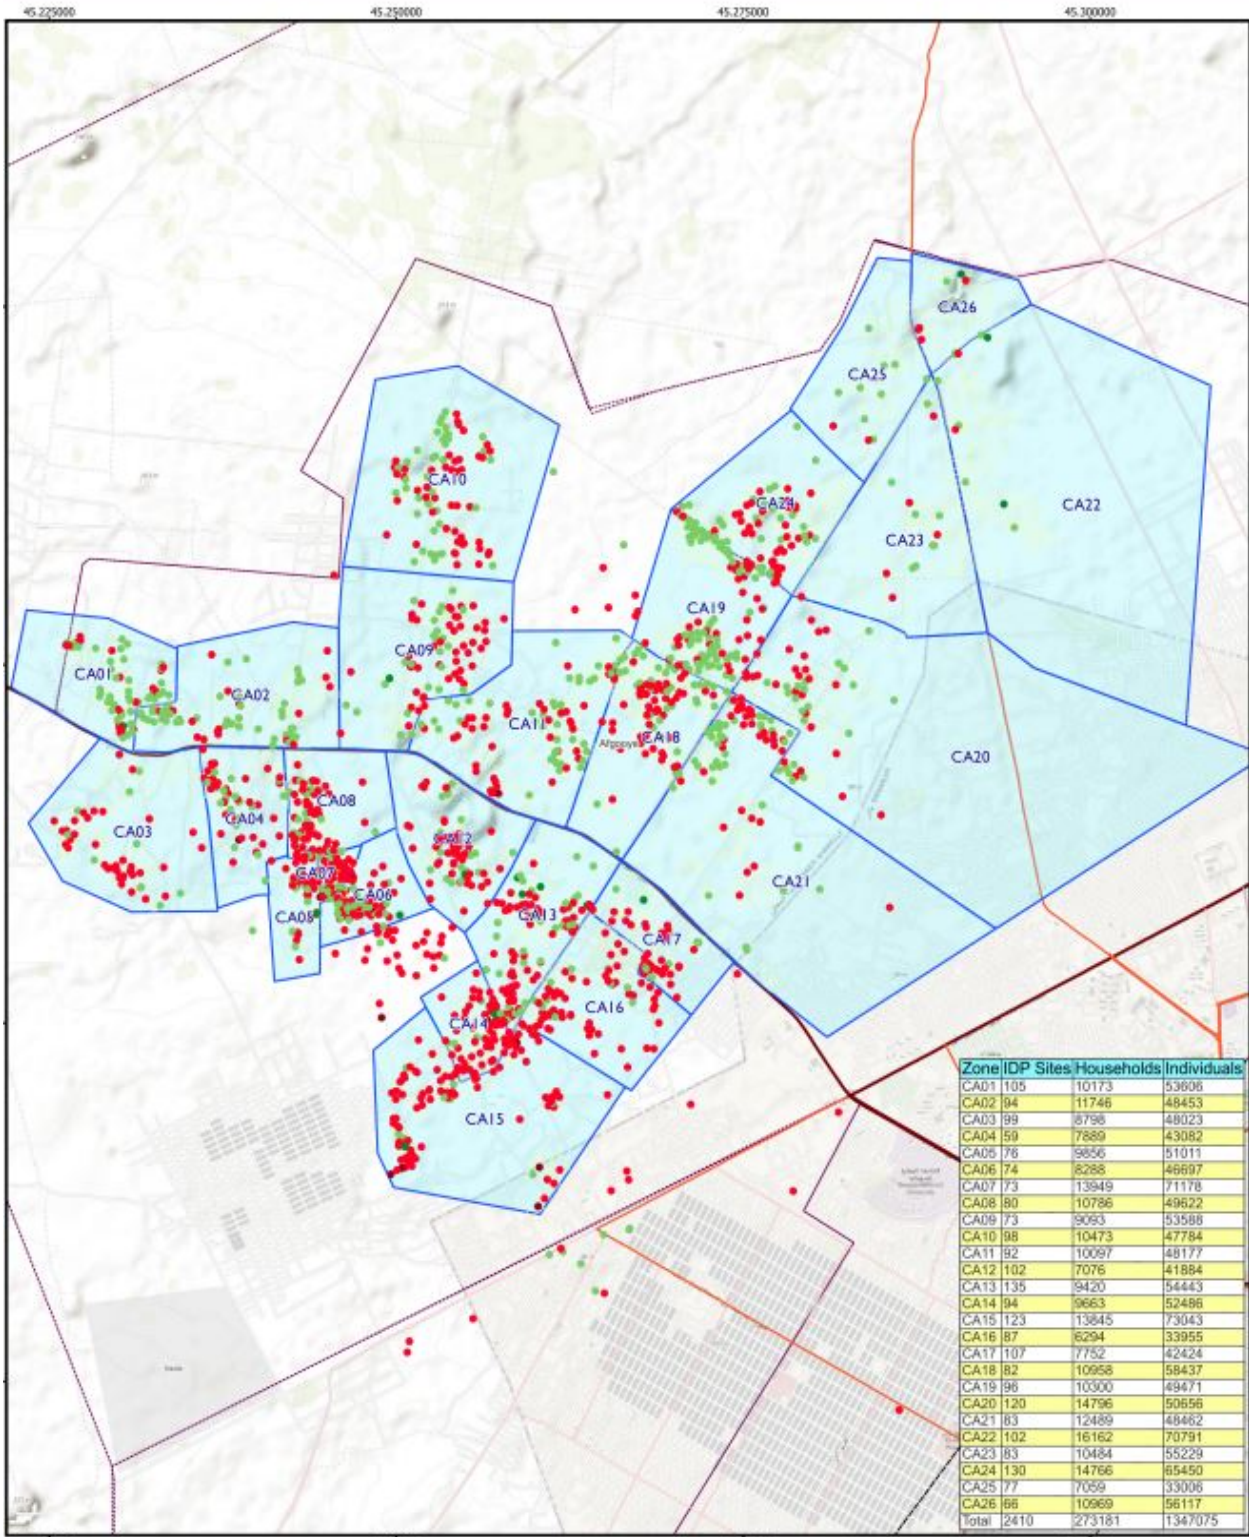 45.225000 45.250000 45.275000 45.300000
CA26
CA25
CA10
CA24
CA22
CA23
CA19
CA09
CA01
CA02
CA11
CA18
CA20
CA08
CA03
CA04
CA12
CA07
CA06
CA21
CA05
CA13
CA17
CA16
CA14
CA15
Zone IDP Sites Households Individuals
CA01 105 10173 53606
CA02 94 11746 48453
CA03 99 8798 48023
CA04 59 7889 43082
CA05 76 9856 51011
CA06 74 8288 46697
CA07 73 13949 71178
CA08 80 10786 49622
CA09 73 9093 53588
CA10 98 10473 47784
CA11 92 10097 48177
CA12 102 7076 41884
CA13 135 9420 54443
CA14 94 9663 52486
CA15 123 13845 73043
CA16 87 6294 33955
CA17 107 7752 42424
CA18 82 10958 58437
CA19 96 10300 49471
CA20 120 14796 50656
CA21 83 12489 48462
CA22 102 16162 70791
CA23 83 10484 55229
CA24 130 14766 65450
CA25 77 7059 33006
CA26 66 10969 56117
Total 2410 273181 1347075